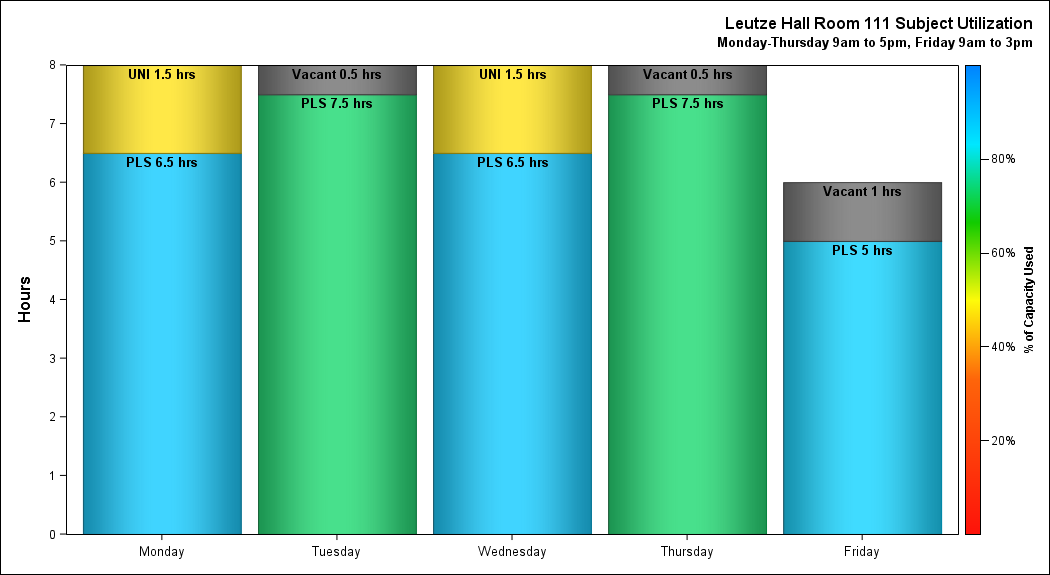 Leutze Hall Room 111 Subject Utilization
Monday-Thursday 9am to 5pm, Friday 9am to 3pm
Hours
8
7
6
5
4
3
2
1
0
UNI 1.5 hrs
PLS 6.5 hrs
Vacant 0.5 hrs
PLS 7.5 hrs
UNI 1.5 hrs
PLS 6.5 hrs
Vacant 0.5 hrs
PLS 7.5 hrs
Vacant 1 hrs
PLS 5 hrs
Monday
Tuesday
Wednesday
Thursday
Friday
80%
60%
40%
20%
% of Capacity Used